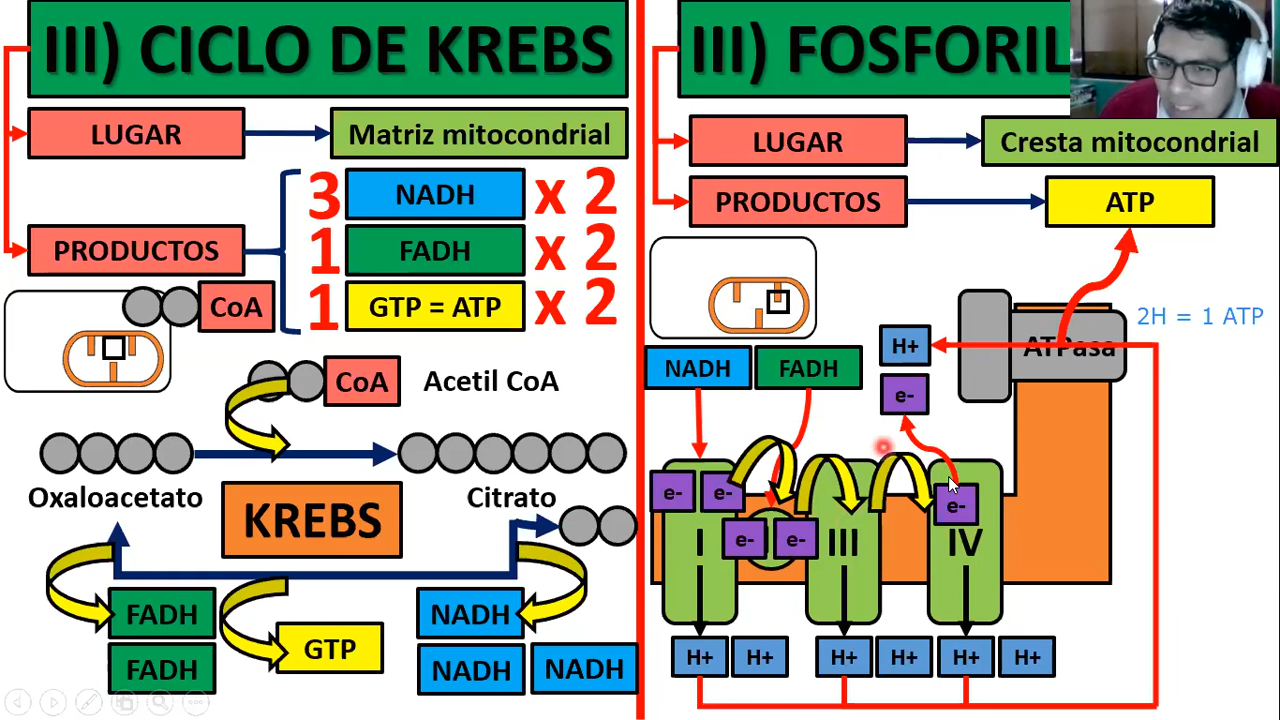 III) CICLO DE KREBS
LUGAR
Matriz mitocondrial
PRODUCTOS
3 NADH x 2
1 FADH x 2
1 GTP = ATP x 2
CoA
CoA
Acetil CoA
Oxaloacetato
Citrato
KREBS
FADH
FADH
GTP
NADH
NADH
NADH
III) FOSFORIL
LUGAR
Cresta mitocondrial
PRODUCTOS
ATP
2H = 1 ATP
ATPasa
H+
e-
NADH
FADH
e-
e-
e-
e-
e-
I
III
IV
H+
H+
H+
H+
H+
H+